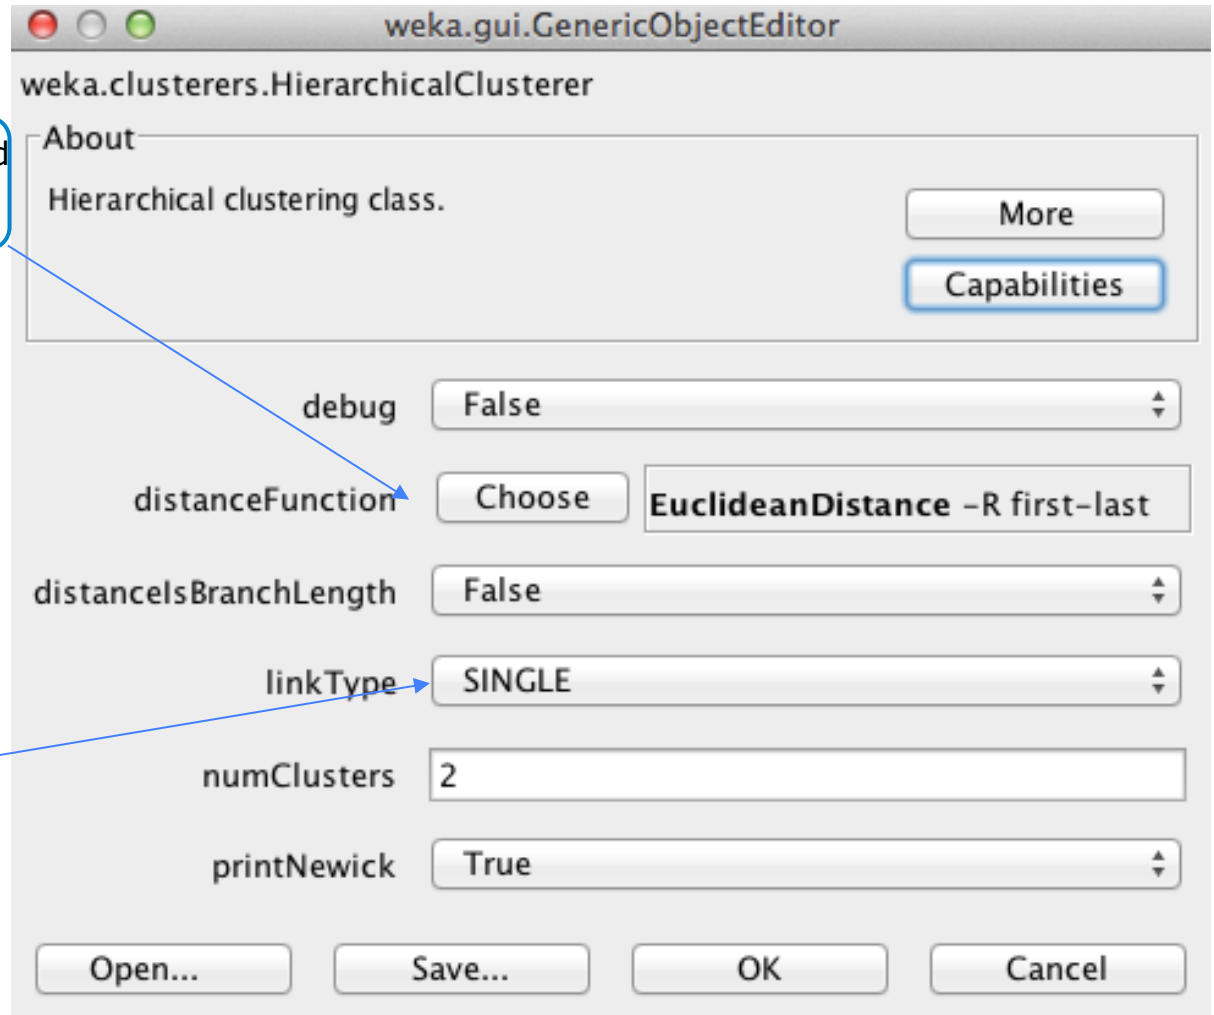 weka.gui.GenericObjectEditor
weka.clusterers.HierarchicalClusterer
About
Hierarchical clustering class.
More
Capabilities
debug False
distanceFunction Choose EuclideanDistance -R first-last
distanceIsBranchLength False
linkType SINGLE
numClusters 2
printNewick True
Open... Save... OK Cancel